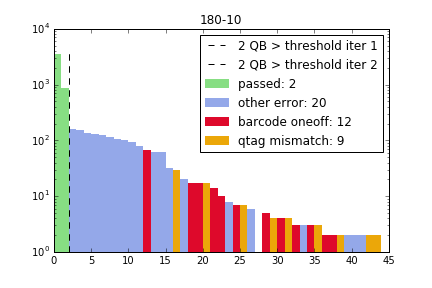 180-10
10^4
10^3
10^2
10^1
10^0
2 QB > threshold iter 1
2 QB > threshold iter 2
passed: 2
other error: 20
barcode oneoff: 12
qtag mismatch: 9
0 5 10 15 20 25 30 35 40 45